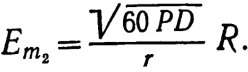 E_{m_2} = \frac{\sqrt{60 PD}}{r} R.